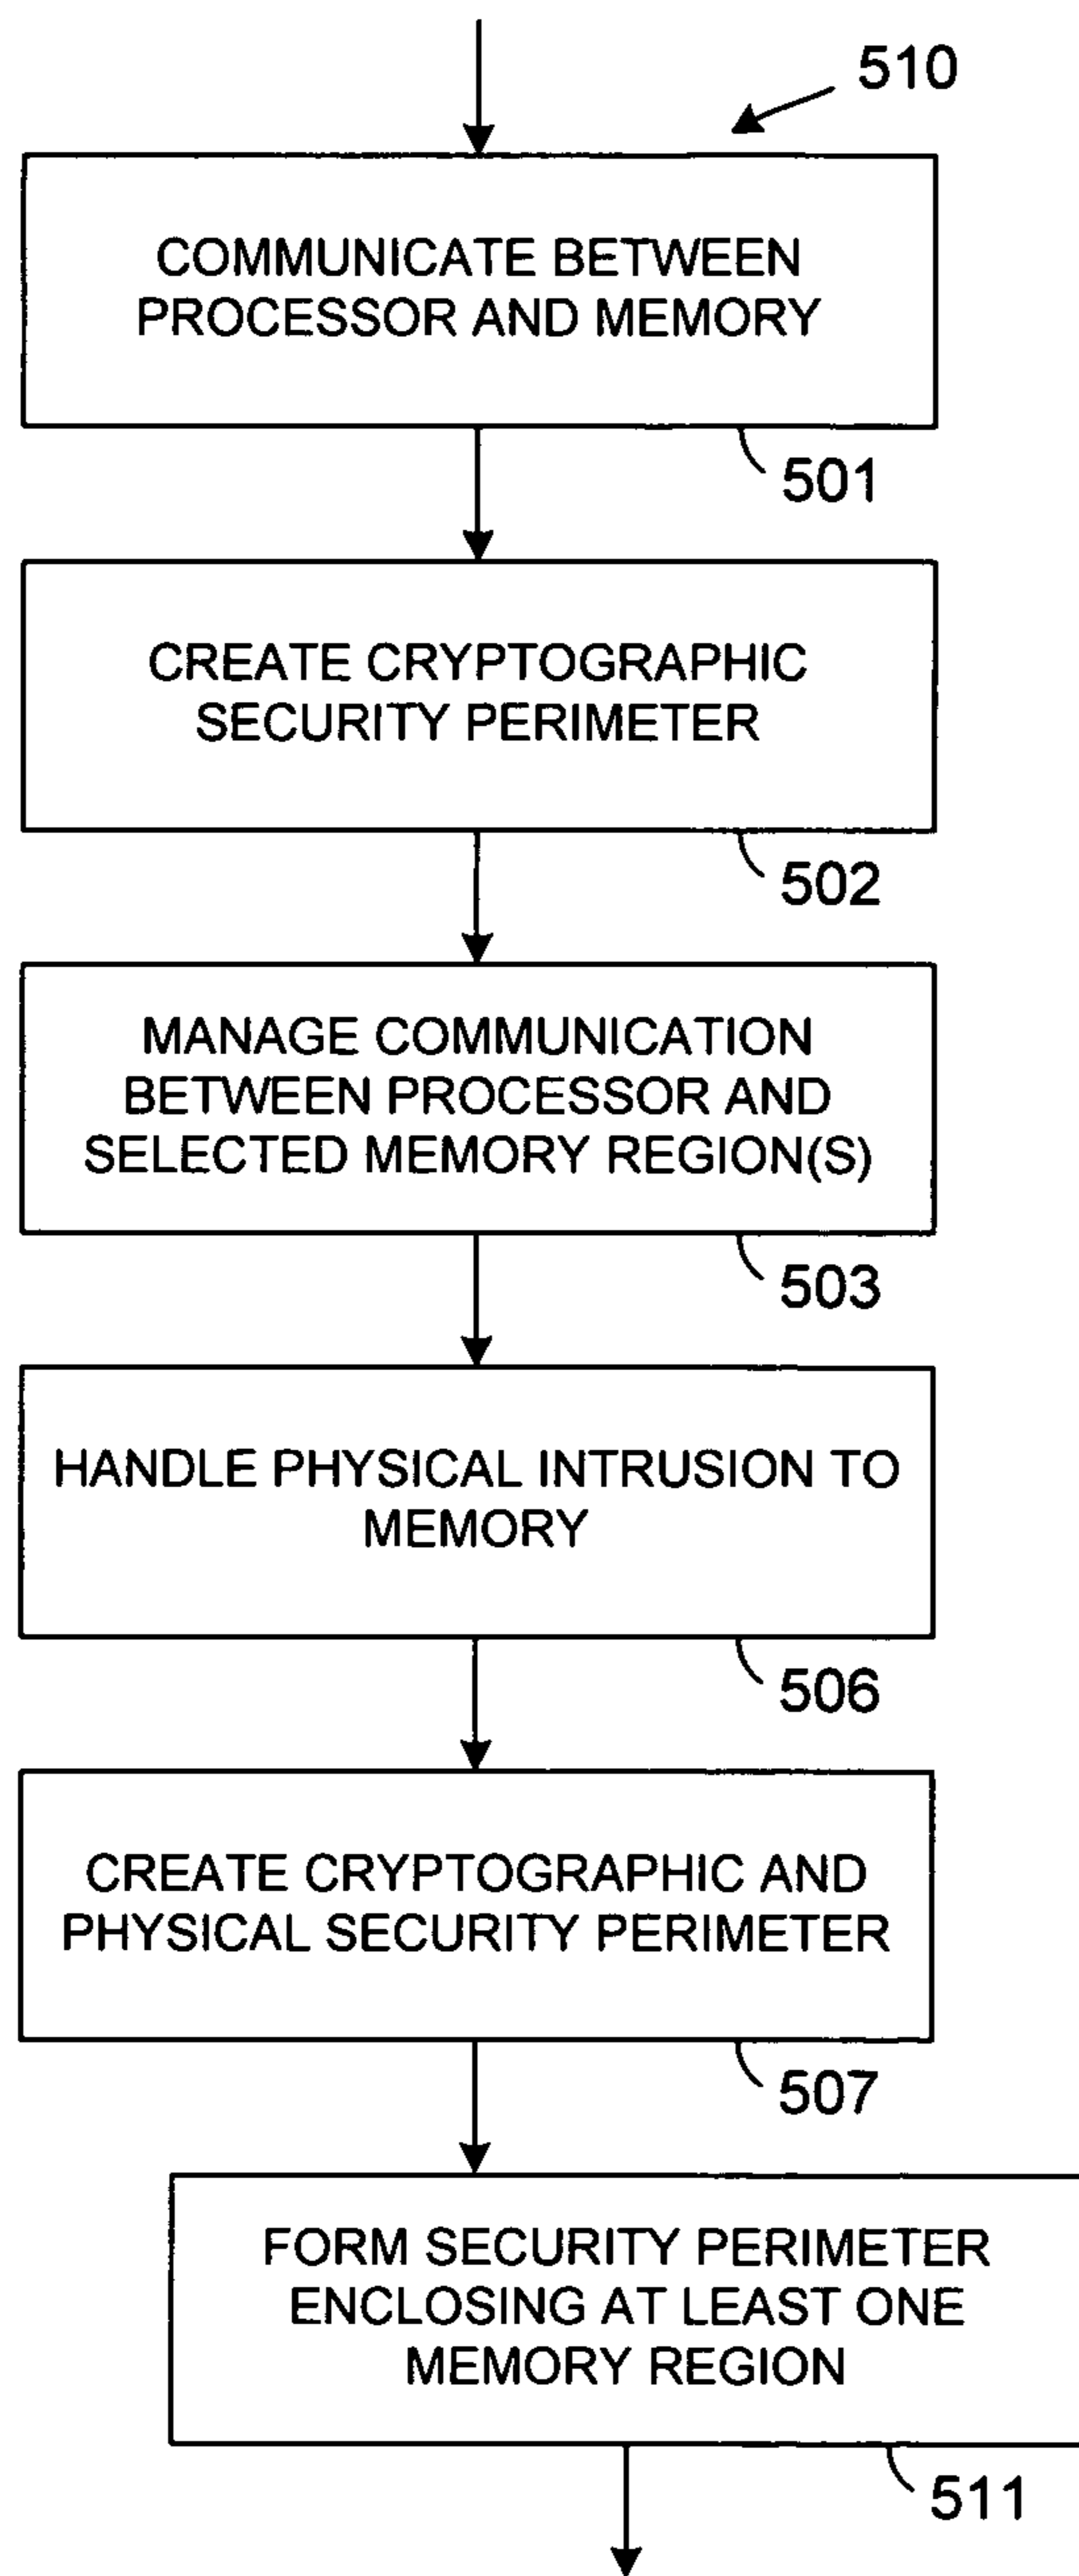 510
COMMUNICATE BETWEEN
PROCESSOR AND MEMORY
501
CREATE CRYPTOGRAPHIC
SECURITY PERIMETER
502
MANAGE COMMUNICATION
BETWEEN PROCESSOR AND
SELECTED MEMORY REGION(S)
503
HANDLE PHYSICAL INTRUSION TO
MEMORY
506
CREATE CRYPTOGRAPHIC AND
PHYSICAL SECURITY PERIMETER
507
FORM SECURITY PERIMETER
ENCLOSING AT LEAST ONE
MEMORY REGION
511